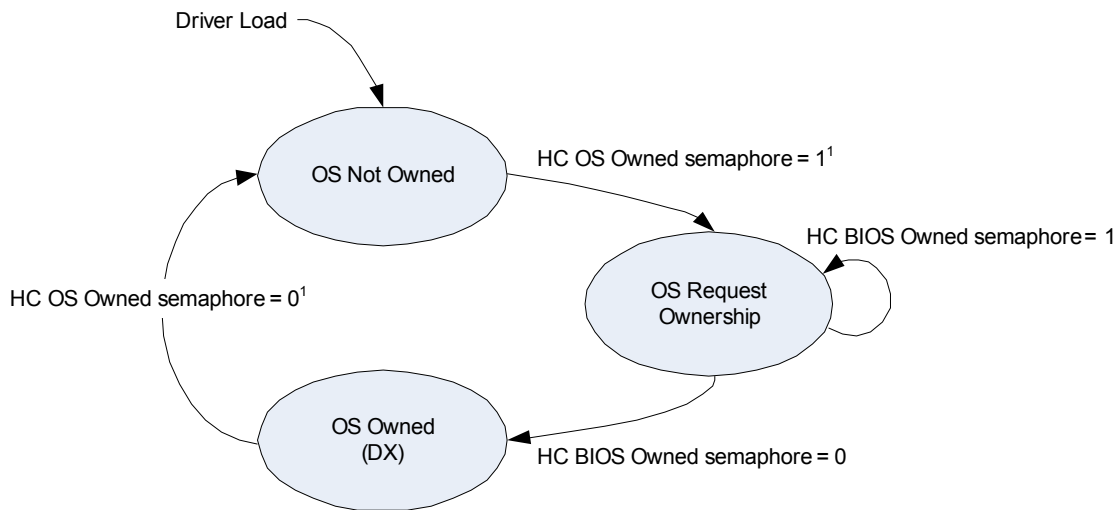 Driver Load
OS Not Owned
HC OS Owned semaphore = 1¹
HC BIOS Owned semaphore = 1
OS Request
Ownership
HC OS Owned semaphore = 0¹
OS Owned
(DX)
HC BIOS Owned semaphore = 0